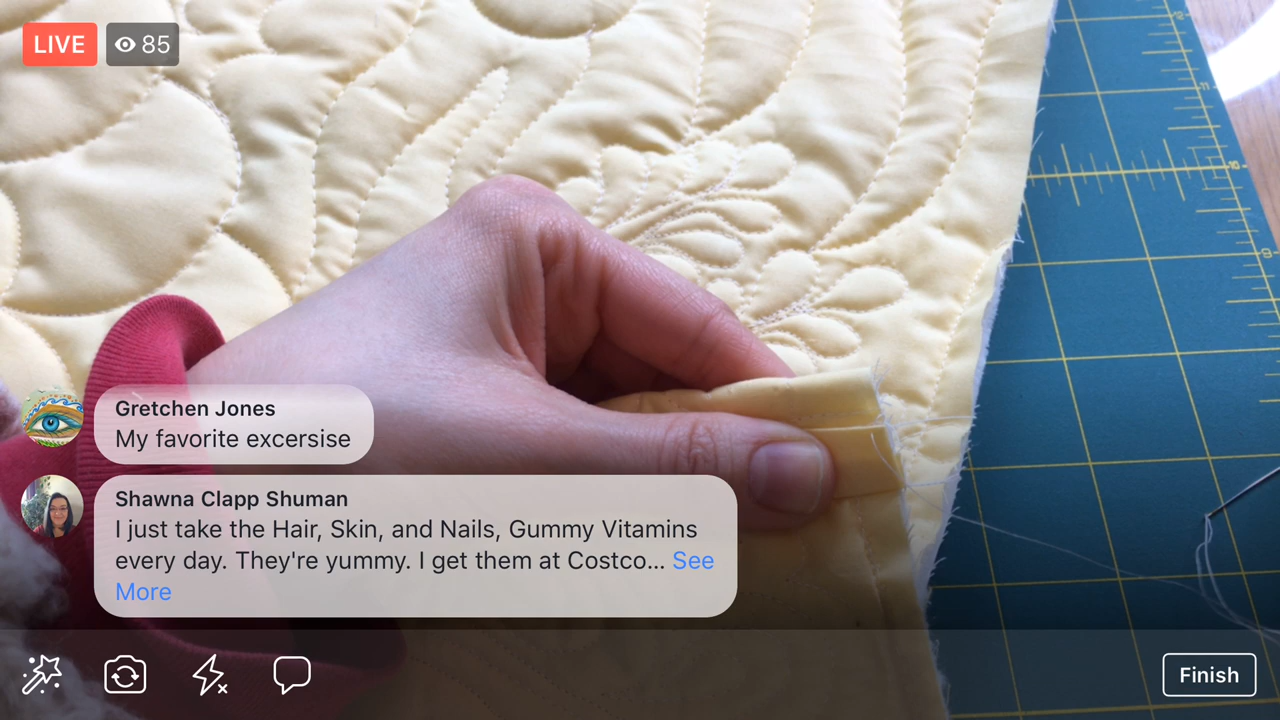 LIVE
85
Gretchen Jones
My favorite excersise
Shawna Clapp Shuman
I just take the Hair, Skin, and Nails, Gummy Vitamins
every day. They're yummy. I get them at Costco... See
More
Finish